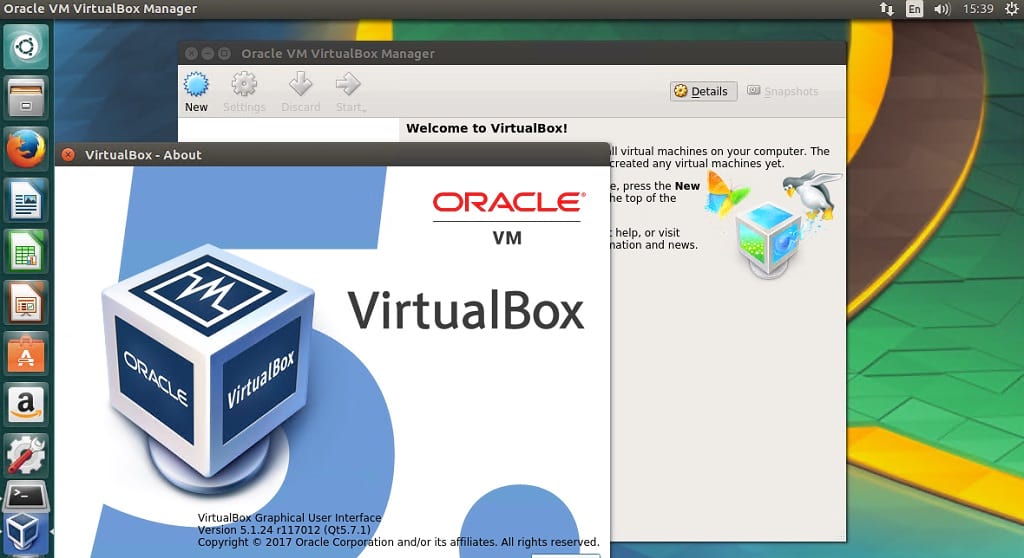 Oracle VM VirtualBox Manager
En
15:39
Oracle VM VirtualBox Manager
New
Settings
Discard
Start
Details
Snapshots
Welcome to VirtualBox!
ll virtual machines on your computer. The
created any virtual machines yet.
e, press the New
he top of the
t help, or visit
mation and news.
VirtualBox - About
ORACLE®
VM
VirtualBox
VM
ORACLE
VirtualBox
5.
a
>_
VirtualBox Graphical User Interface
Version 5.1.24 r117012 (Qt5.7.1)
Copyright © 2017 Oracle Corporation and/or its affiliates. All rights reserved.